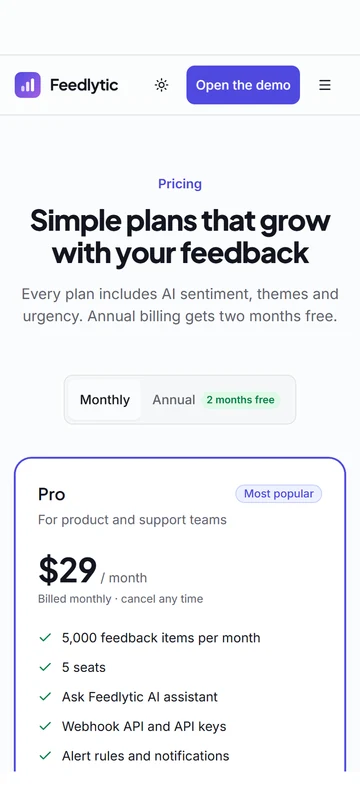 Feedlytic
Open the demo
Pricing
Simple plans that grow
with your feedback
Every plan includes AI sentiment, themes and
urgency. Annual billing gets two months free.
Monthly Annual 2 months free
Pro Most popular
For product and support teams
$29 / month
Billed monthly · cancel any time
5,000 feedback items per month
5 seats
Ask Feedlytic AI assistant
Webhook API and API keys
Alert rules and notifications